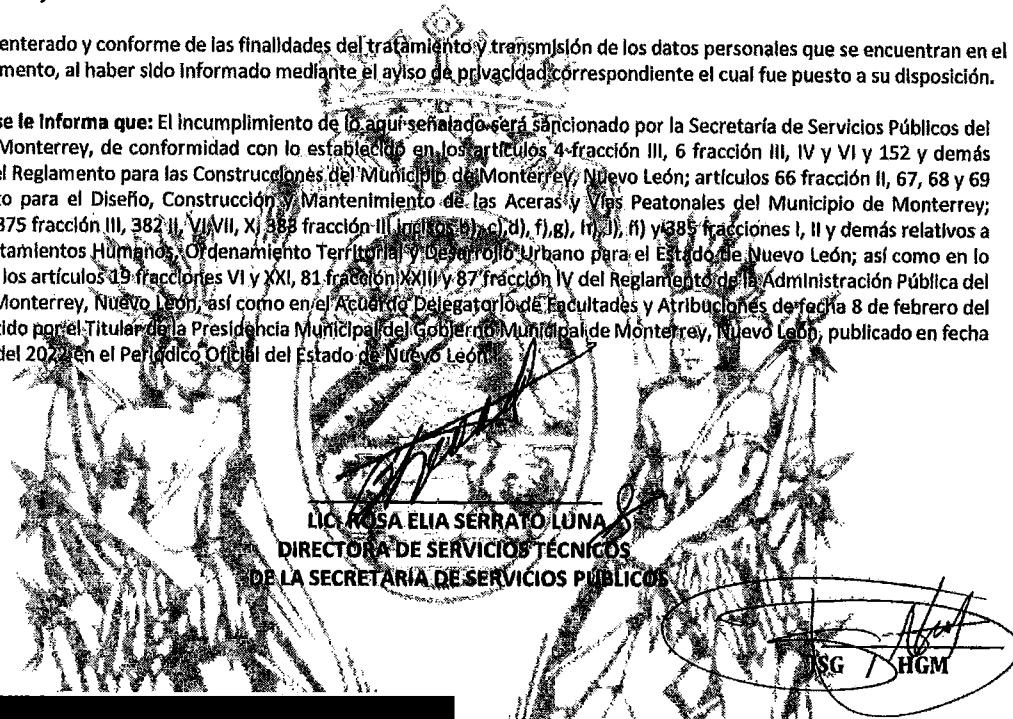 enterado y conforme de las finalidades del tratamiento y transmisión de los datos personales que se encuentran en el
mento, al haber sido informado mediante el aviso de privacidad correspondiente el cual fue puesto a su disposición.
se le informa que: El incumplimiento de lo aquí señalado será sancionado por la Secretaría de Servicios Públicos del
Monterrey, de conformidad con lo establecido en los artículos 4 fracción III, 6 fracción III, IV y VI y 152 y demás
el Reglamento para las Construcciones del Municipio de Monterrey, Nuevo León; artículos 66 fracción II, 67, 68 y 69
to para el Diseño, Construcción y Mantenimiento de las Aceras y Vías Peatonales del Municipio de Monterrey;
375 fracción III, 382 II, VI VII, X, 383 fracción III incisos b), c), d), f), g), h), J), ñ) y 385 fracciones I, II y demás relativos a
tamientos Humanos, Ordenamiento Territorial y Desarrollo Urbano para el Estado de Nuevo León; así como en lo
los artículos 19 fracciones VI y XXI, 81 fracción XXIII y 87 fracción IV del Reglamento de la Administración Pública del
Monterrey, Nuevo León, así como en el Acuerdo Delegatorio de Facultades y Atribuciones de fecha 8 de febrero del
ido por el Titular de la Presidencia Municipal del Gobierno Municipal de Monterrey, Nuevo León, publicado en fecha
del 2022 en el Periódico Oficial del Estado de Nuevo León.
LIC. ROSA ELIA SERRATO LUNA
DIRECTORA DE SERVICIOS TÉCNICOS
DE LA SECRETARÍA DE SERVICIOS PÚBLICOS
JSG / HGM